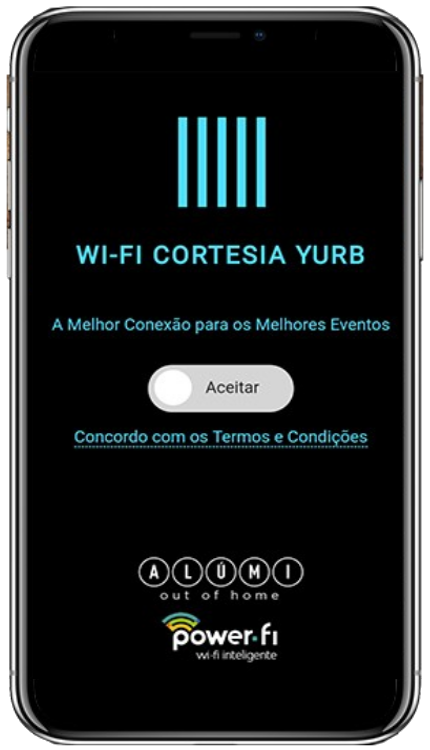 WI-FI CORTESIA YURB
A Melhor Conexão para os Melhores Eventos
Aceitar
Concordo com os Termos e Condições
ALÚMI
out of home
power·fi
wi-fi inteligente